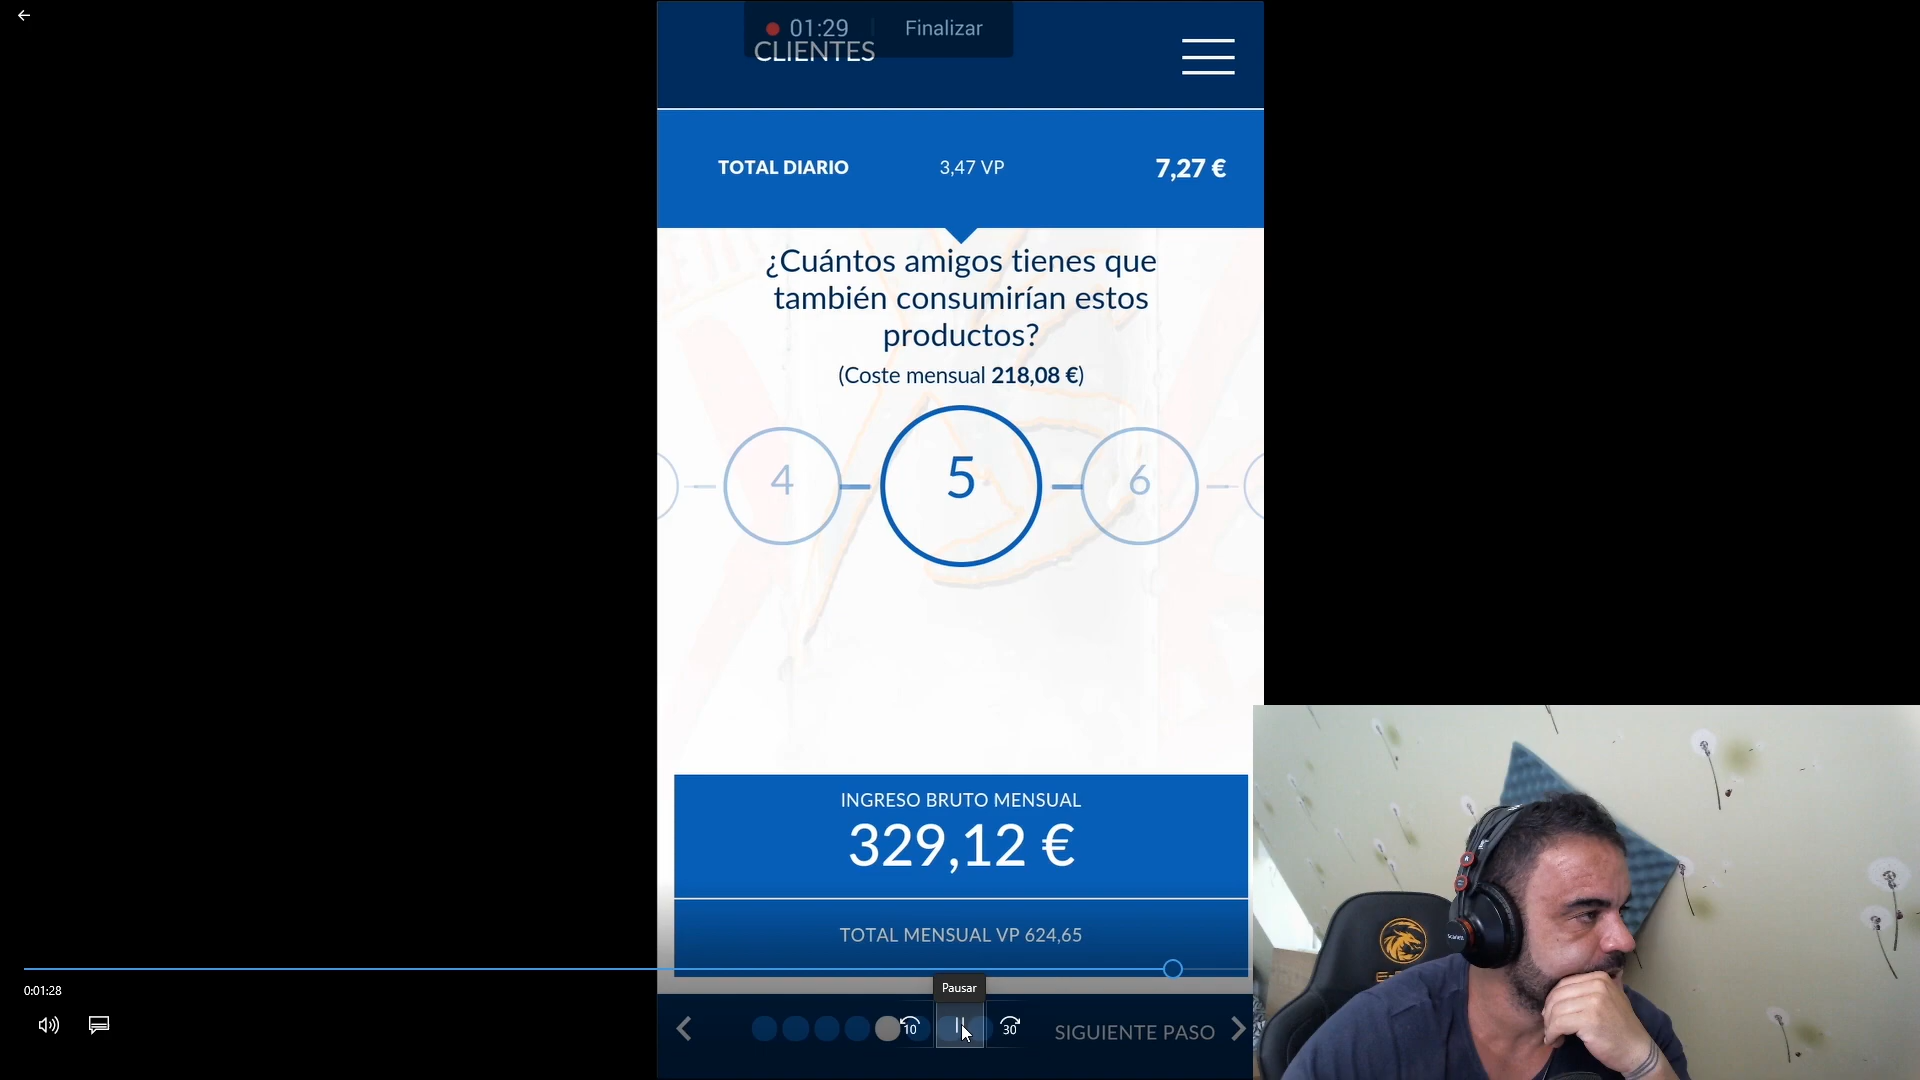 01:29 Finalizar
CLIENTES
TOTAL DIARIO 3,47 VP 7,27 €
¿Cuántos amigos tienes que
también consumirían estos
productos?
(Coste mensual 218,08 €)
4 5 6
INGRESO BRUTO MENSUAL
329,12 €
TOTAL MENSUAL VP 624,65
Pausar
0:01:28
10 30 SIGUIENTE PASO